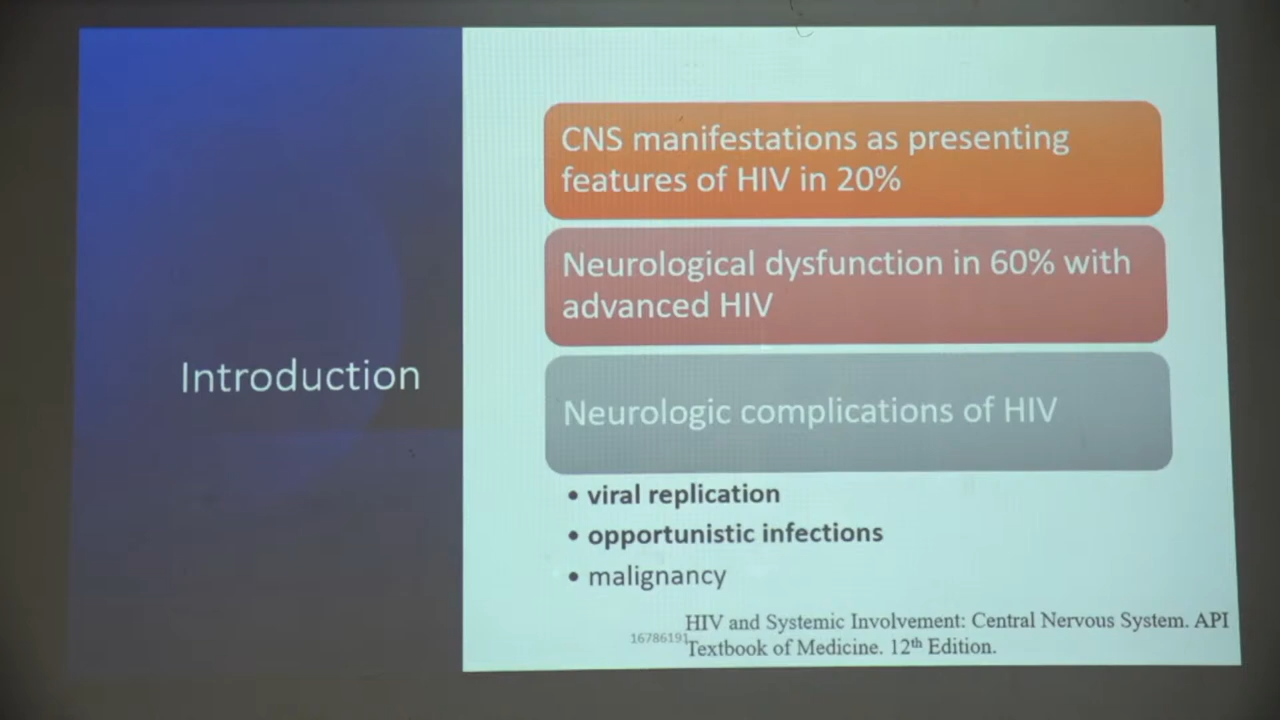 Introduction
CNS manifestations as presenting
features of HIV in 20%
Neurological dysfunction in 60% with
advanced HIV
Neurologic complications of HIV
• viral replication
• opportunistic infections
• malignancy
HIV and Systemic Involvement: Central Nervous System. API
16786191
Textbook of Medicine. 12th Edition.